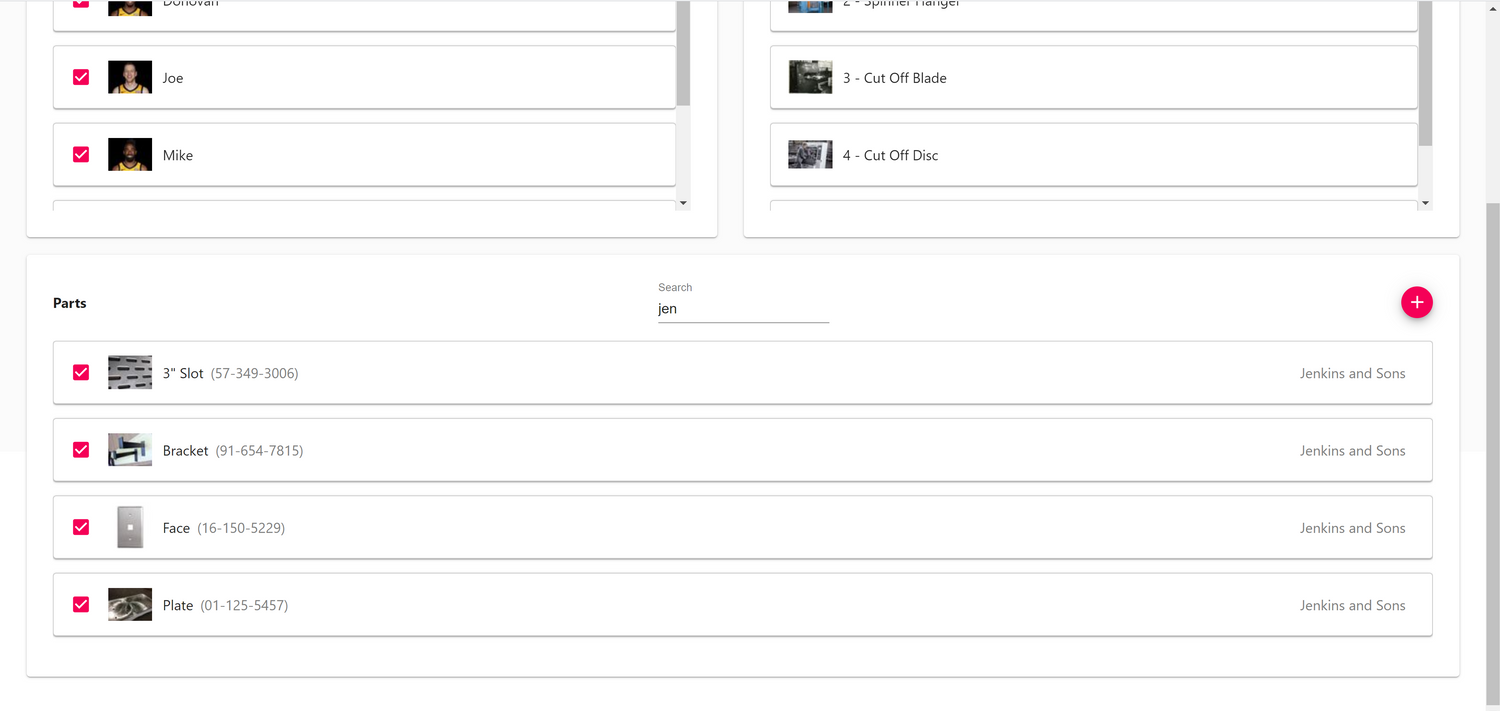 Donovan
Joe
Mike
2 - Spinner Hanger
3 - Cut Off Blade
4 - Cut Off Disc
Parts
Search
jen
+
3" Slot (57-349-3006) Jenkins and Sons
Bracket (91-654-7815) Jenkins and Sons
Face (16-150-5229) Jenkins and Sons
Plate (01-125-5457) Jenkins and Sons